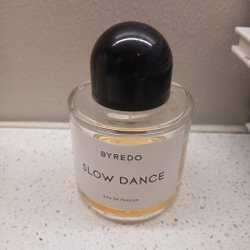 BYREDO
SLOW DANCE
EAU DE PARFUM